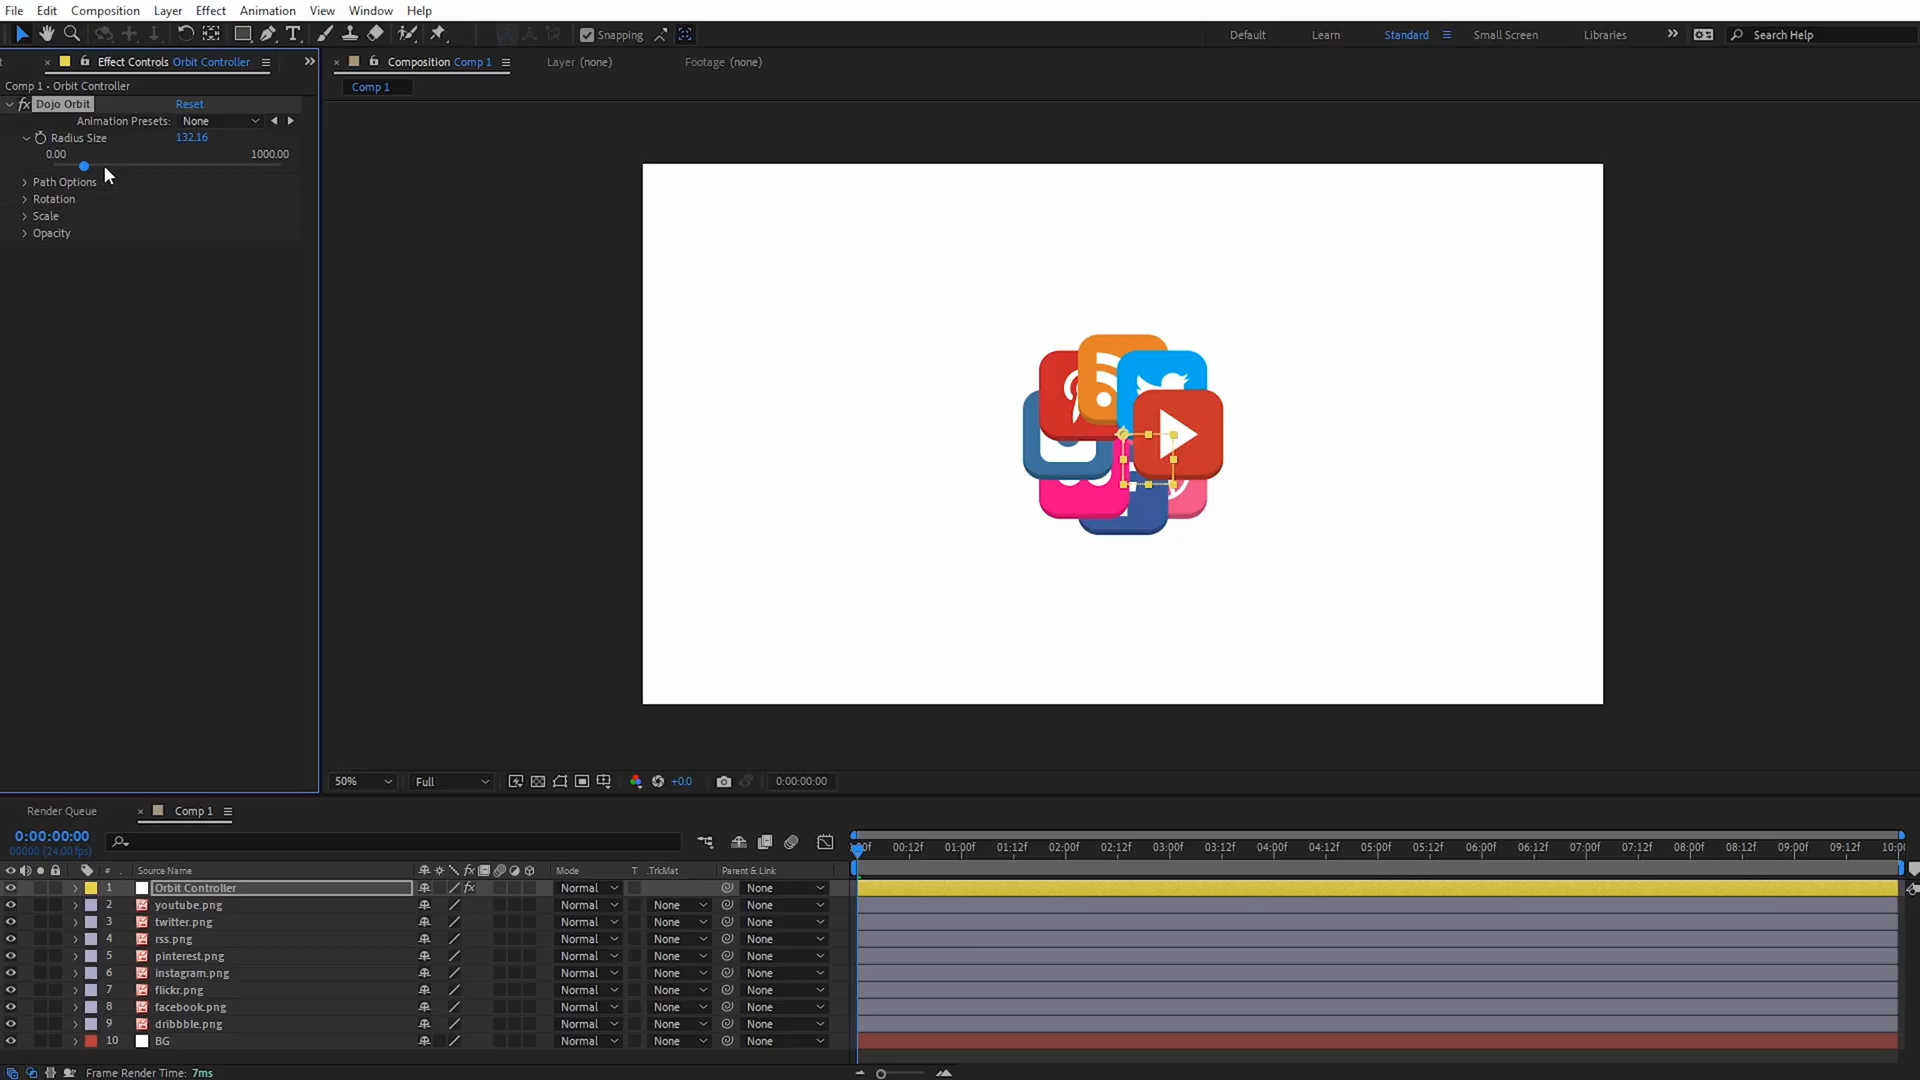 File Edit Composition Layer Effect Animation View Window Help
Snapping Default Learn Standard Small Screen Libraries Search Help
Effect Controls Orbit Controller
Composition Comp 1 Layer (none) Footage (none)
Comp 1 - Orbit Controller
Comp 1
fx Dojo Orbit Reset
Animation Presets: None
Radius Size 132.16
0.00 1000.00
Path Options
Rotation
Scale
Opacity
50% Full +0.0 0:00:00:00
Render Queue Comp 1
0:00:00:00
00000 (24.00 fps)
00:12f 01:00f 01:12f 02:00f 02:12f 03:00f 03:12f 04:00f 04:12f 05:00f 05:12f 06:00f 06:12f 07:00f 07:12f 08:00f 08:12f 09:00f 09:12f
# Source Name fx Mode T .TrkMat Parent & Link
1 Orbit Controller fx Normal None
2 youtube.png Normal None None
3 twitter.png Normal None None
4 rss.png Normal None None
5 pinterest.png Normal None None
6 instagram.png Normal None None
7 flickr.png Normal None None
8 facebook.png Normal None None
9 dribbble.png Normal None None
10 BG Normal None None
Frame Render Time: 7ms